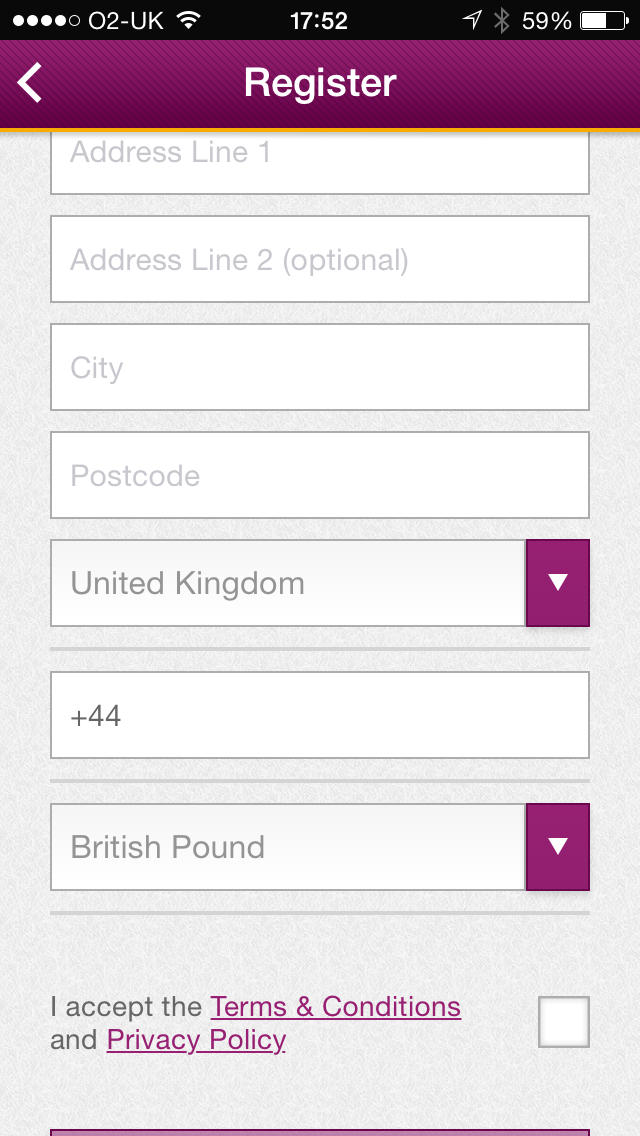 O2-UK 17:52 59%
Register
Address Line 1
Address Line 2 (optional)
City
Postcode
United Kingdom
+44
British Pound
I accept the Terms & Conditions
and Privacy Policy